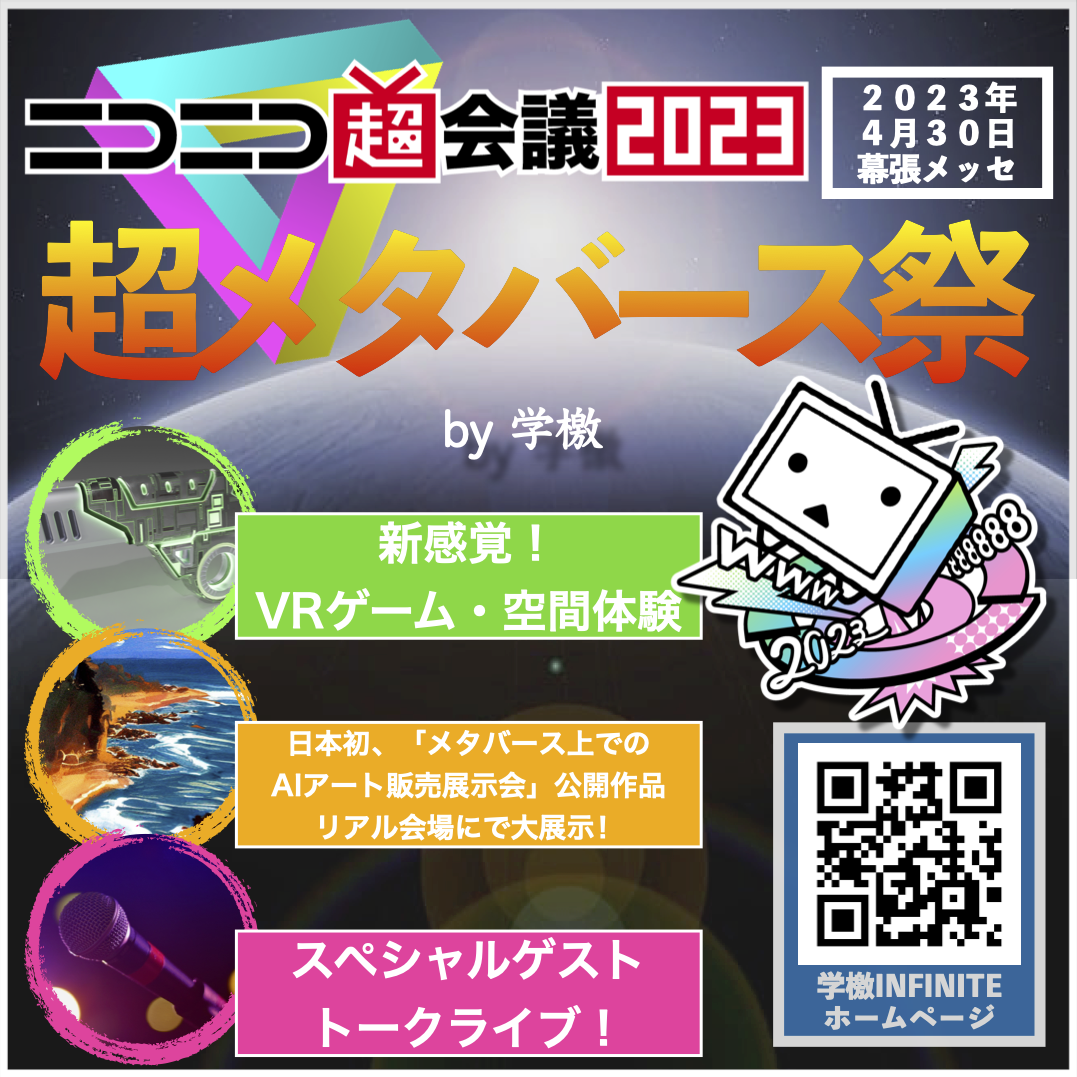 ニコニコ超会議2023
2023年
4月30日
幕張メッセ
超メタバース祭
by 学檄
新感覚！
VRゲーム・空間体験
www
888888
2023
日本初、「メタバース上での
AIアート販売展示会」公開作品
リアル会場にて大展示！
スペシャルゲスト
トークライブ！
学檄INFINITE
ホームページ